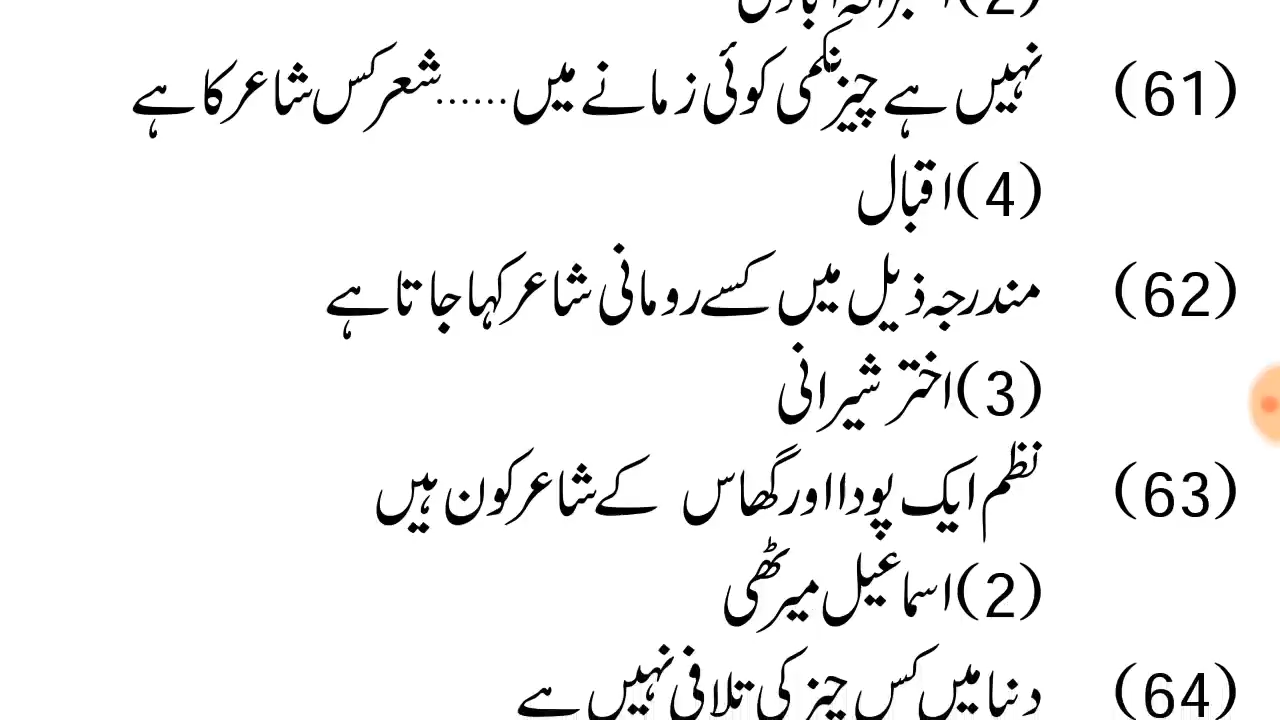 (61) نہیں ہے چیز نکمی کوئی زمانے میں......شعر کس شاعر کا ہے
(4) اقبال
(62) مندرجہ ذیل میں کسے رومانی شاعر کہا جاتا ہے
(3) اختر شیرانی
(63) نظم ایک پودا اور گھاس کے شاعر کون ہیں
(2) اسماعیل میرٹھی
(64) دنیا میں کس چیز کی تلافی نہیں ہے